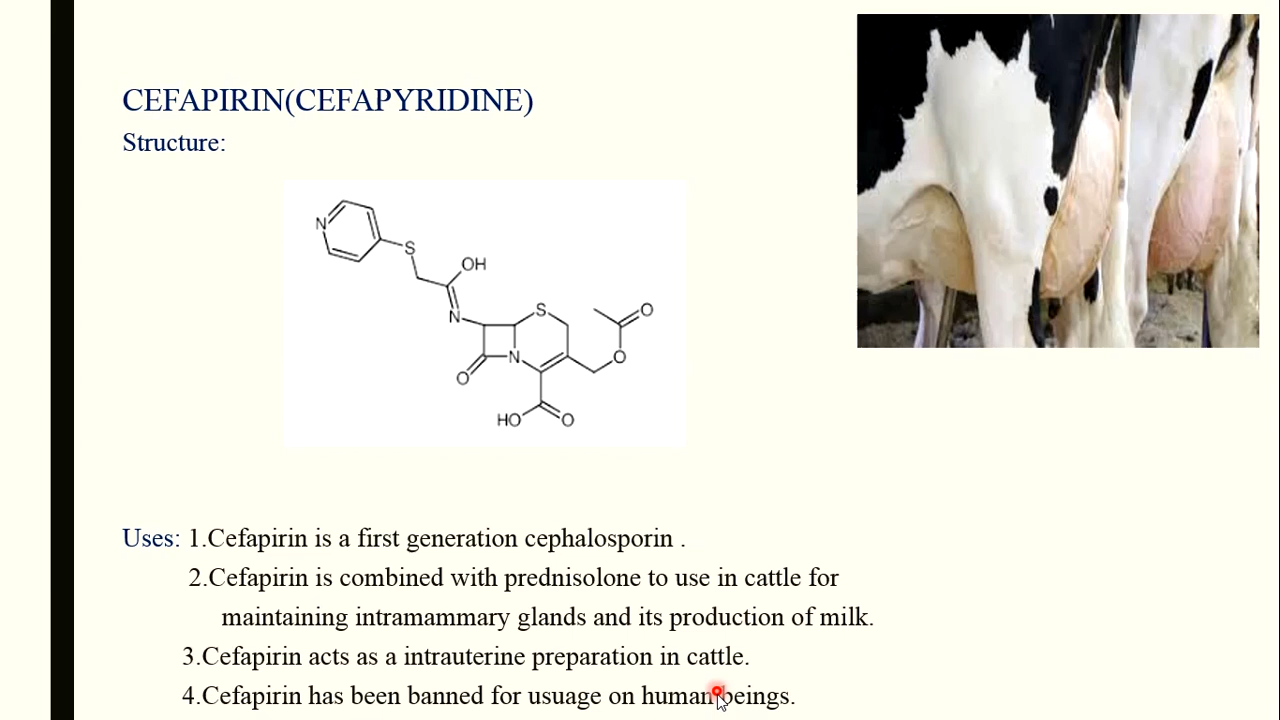 CEFAPIRIN(CEFAPYRIDINE)
Structure:
N
S
OH
N
S
O
O
N
O
HO
O
Uses: 1.Cefapirin is a first generation cephalosporin .
2.Cefapirin is combined with prednisolone to use in cattle for
maintaining intramammary glands and its production of milk.
3.Cefapirin acts as a intrauterine preparation in cattle.
4.Cefapirin has been banned for usuage on human beings.